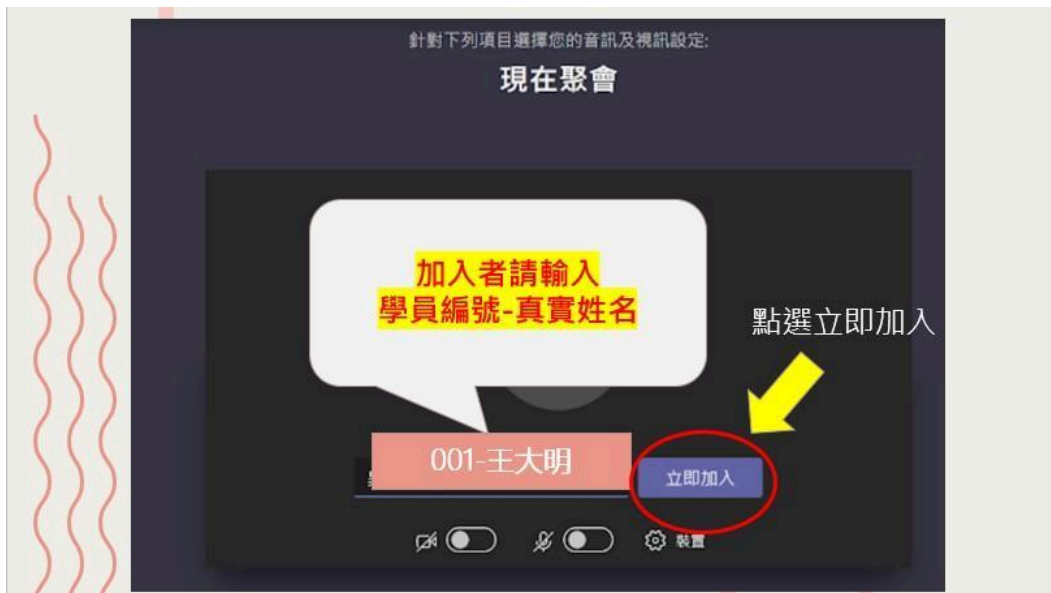 針對下列項目選擇您的音訊及視訊設定:
現在聚會
加入者請輸入
學員編號-真實姓名
點選立即加入
001-王大明
立即加入
裝置